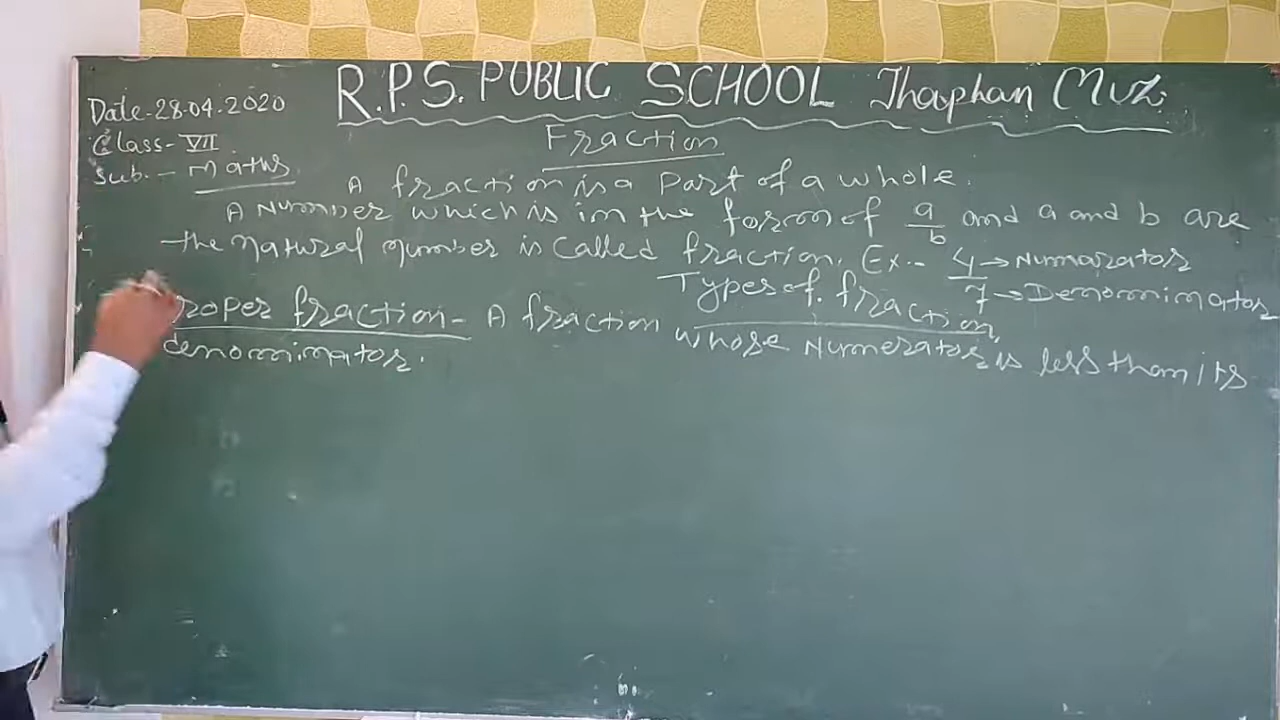 R.P.S. PUBLIC SCHOOL Jhaphan Muz.
Date-28.04.2020
Class-VII
Sub.- Maths.
Fraction
A fraction is a part of a whole.
A Number which is in the form of a/b and a and b are
the natural number is called fraction. Ex.- 4→Numarator
7→Denominator
Types of. fraction
roper fraction- A fraction whose Numerator is less than its
denominator.